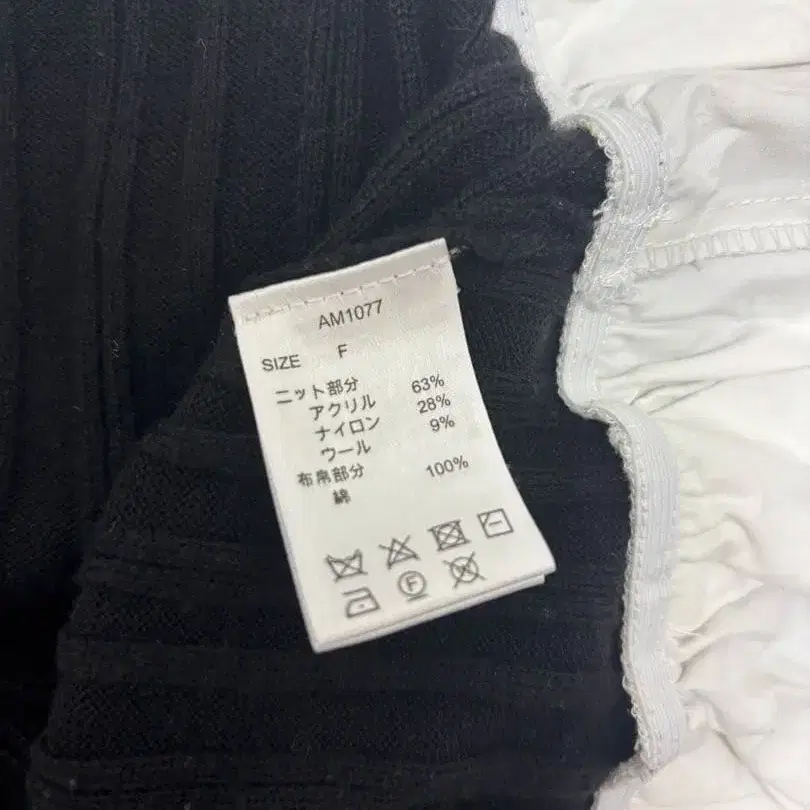 AM1077
SIZE F
ニット部分
アクリル 63%
ナイロン 28%
ウール 9%
布帛部分
綿 100%
F